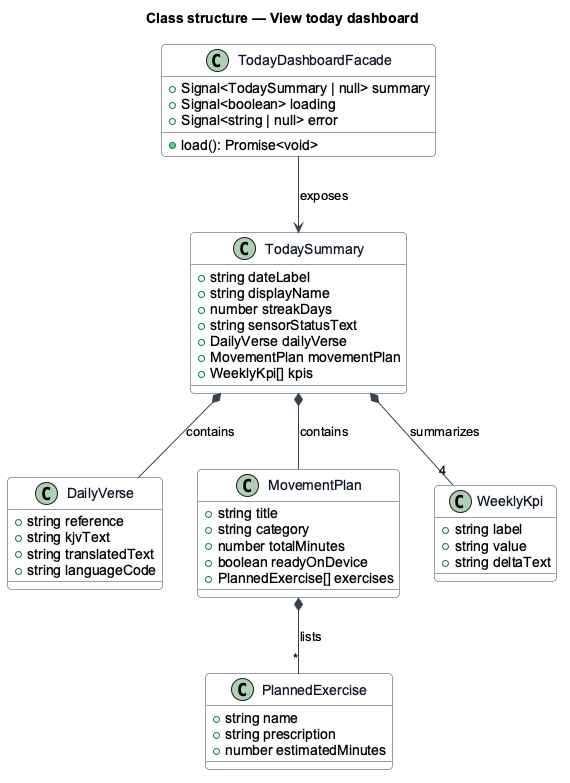 Class structure — View today dashboard
C TodayDashboardFacade
Signal<TodaySummary | null> summary
Signal<boolean> loading
Signal<string | null> error
load(): Promise<void>
exposes
C TodaySummary
string dateLabel
string displayName
number streakDays
string sensorStatusText
DailyVerse dailyVerse
MovementPlan movementPlan
WeeklyKpi[] kpis
contains
contains
summarizes
4
C DailyVerse
string reference
string kjvText
string translatedText
string languageCode
C MovementPlan
string title
string category
number totalMinutes
boolean readyOnDevice
PlannedExercise[] exercises
C WeeklyKpi
string label
string value
string deltaText
lists
*
C PlannedExercise
string name
string prescription
number estimatedMinutes